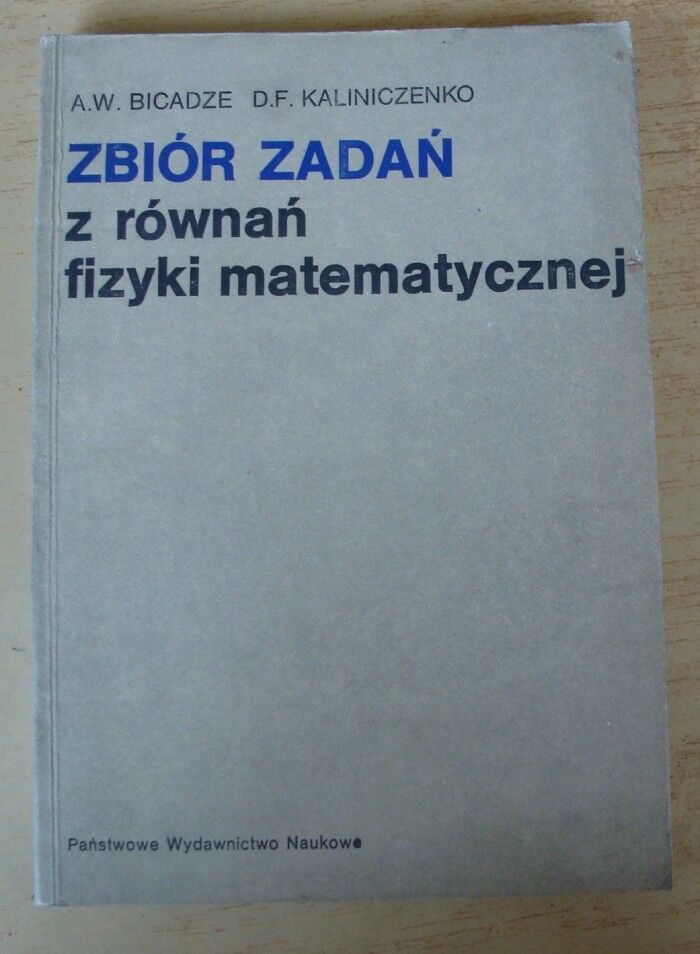 A.W. BICADZE D.F. KALINICZENKO
ZBIÓR ZADAŃ
z równań
fizyki matematycznej
Państwowe Wydawnictwo Naukowe